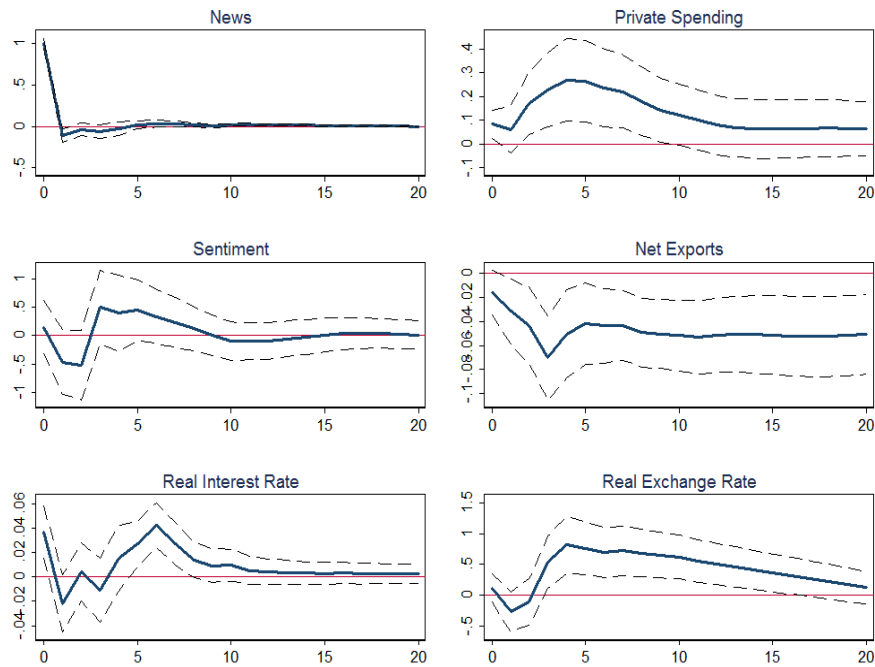 News
1
.5
0
-.5
0 5 10 15 20
Private Spending
.4
.3
.2
.1
0
-.1
0 5 10 15 20
Sentiment
1
.5
0
-.5
-1
0 5 10 15 20
Net Exports
0
-.02
-.04
-.06
-.08
-.1
0 5 10 15 20
Real Interest Rate
.06
.04
.02
0
-.02
-.04
0 5 10 15 20
Real Exchange Rate
1.5
1
.5
0
-.5
0 5 10 15 20